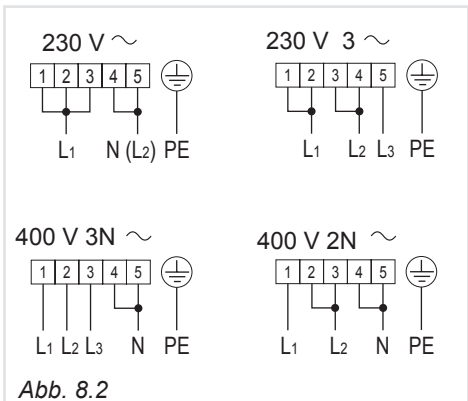 230 V ~
1 2 3 4 5
L1 N (L2) PE
230 V 3 ~
1 2 3 4 5
L1 L2 L3 PE
400 V 3N ~
1 2 3 4 5
L1 L2 L3 N PE
400 V 2N ~
1 2 3 4 5
L1 L2 N PE
Abb. 8.2